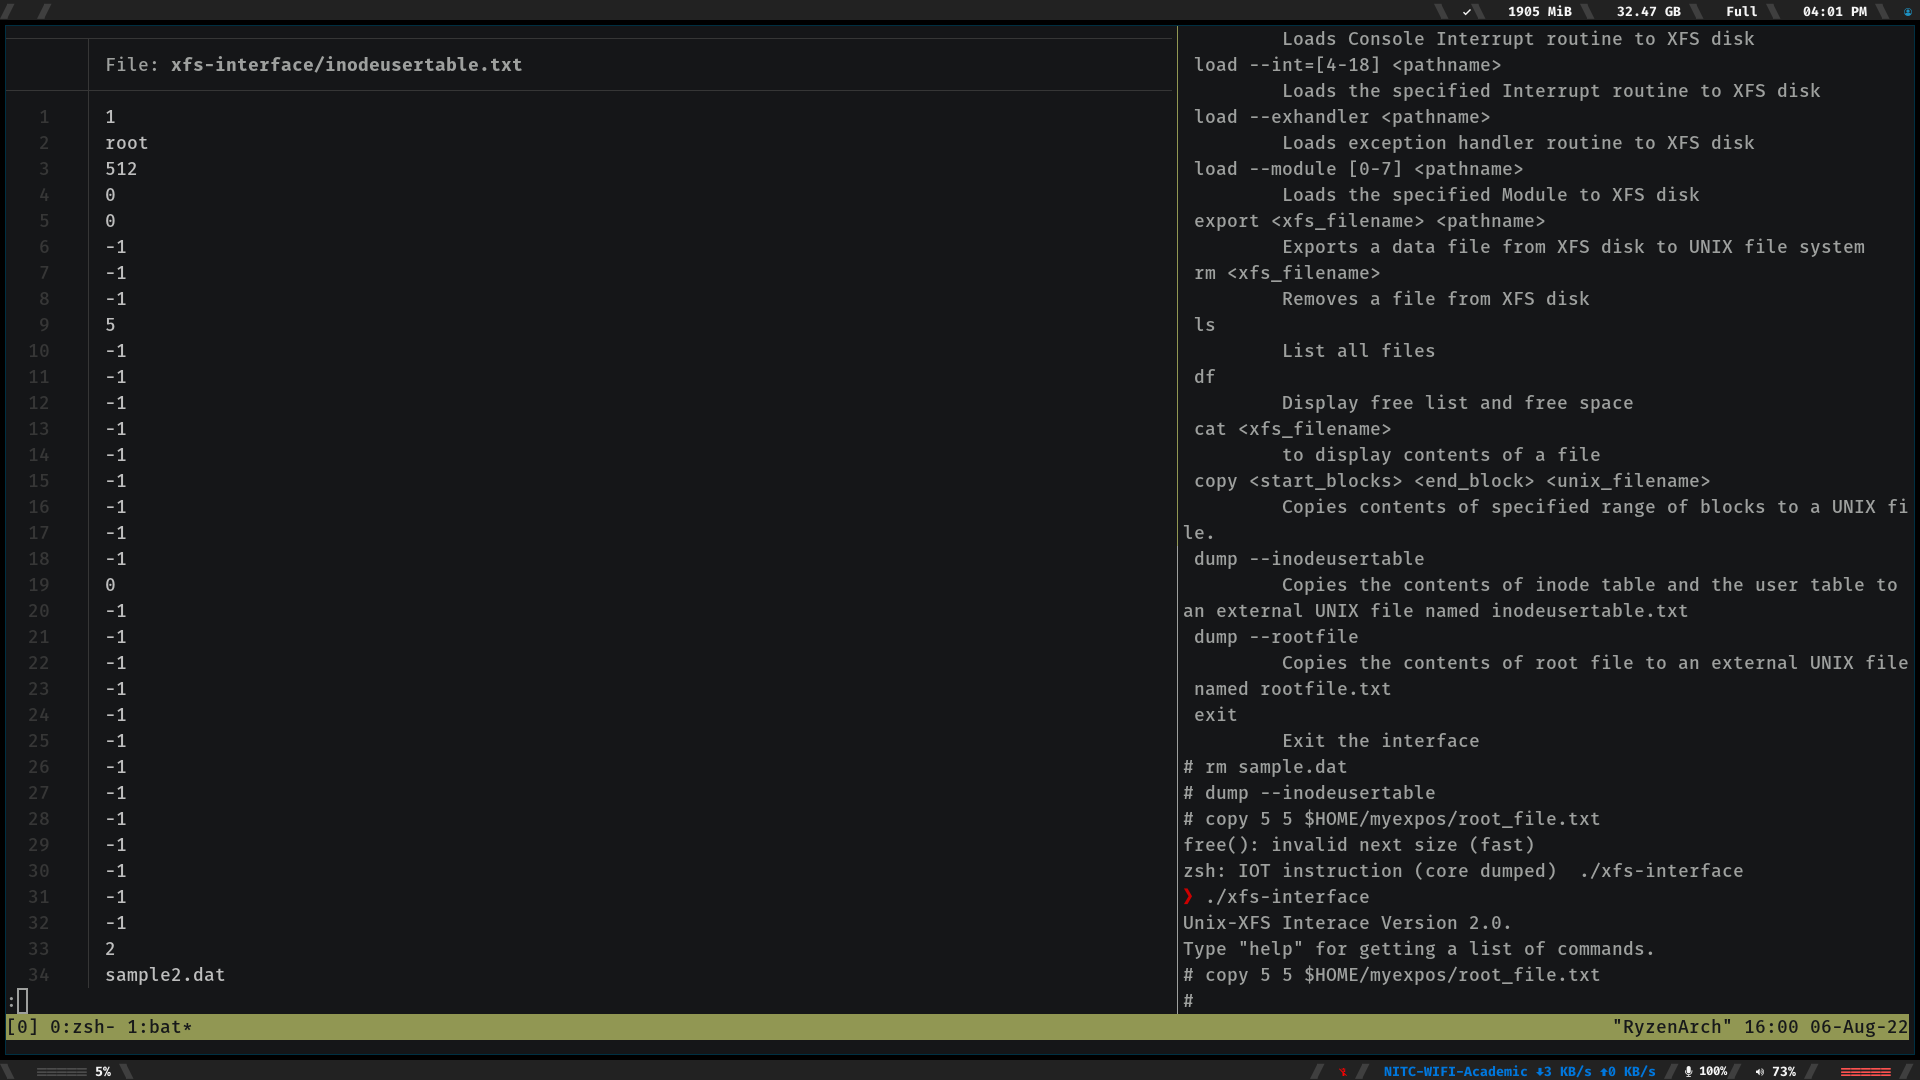 ✓ 1905 MiB 32.47 GB Full 04:01 PM
File: xfs-interface/inodeusertable.txt
1 1
2 root
3 512
4 0
5 0
6 -1
7 -1
8 -1
9 5
10 -1
11 -1
12 -1
13 -1
14 -1
15 -1
16 -1
17 -1
18 -1
19 0
20 -1
21 -1
22 -1
23 -1
24 -1
25 -1
26 -1
27 -1
28 -1
29 -1
30 -1
31 -1
32 -1
33 2
34 sample2.dat
:
Loads Console Interrupt routine to XFS disk
load --int=[4-18] <pathname>
Loads the specified Interrupt routine to XFS disk
load --exhandler <pathname>
Loads exception handler routine to XFS disk
load --module [0-7] <pathname>
Loads the specified Module to XFS disk
export <xfs_filename> <pathname>
Exports a data file from XFS disk to UNIX file system
rm <xfs_filename>
Removes a file from XFS disk
ls
List all files
df
Display free list and free space
cat <xfs_filename>
to display contents of a file
copy <start_blocks> <end_block> <unix_filename>
Copies contents of specified range of blocks to a UNIX fi
le.
dump --inodeusertable
Copies the contents of inode table and the user table to
an external UNIX file named inodeusertable.txt
dump --rootfile
Copies the contents of root file to an external UNIX file
named rootfile.txt
exit
Exit the interface
# rm sample.dat
# dump --inodeusertable
# copy 5 5 $HOME/myexpos/root_file.txt
free(): invalid next size (fast)
zsh: IOT instruction (core dumped)  ./xfs-interface
❯ ./xfs-interface
Unix-XFS Interace Version 2.0.
Type "help" for getting a list of commands.
# copy 5 5 $HOME/myexpos/root_file.txt
#
[0] 0:zsh- 1:bat* "RyzenArch" 16:00 06-Aug-22
5% NITC-WIFI-Academic ⬇3 KB/s ⬆0 KB/s 100% 73%